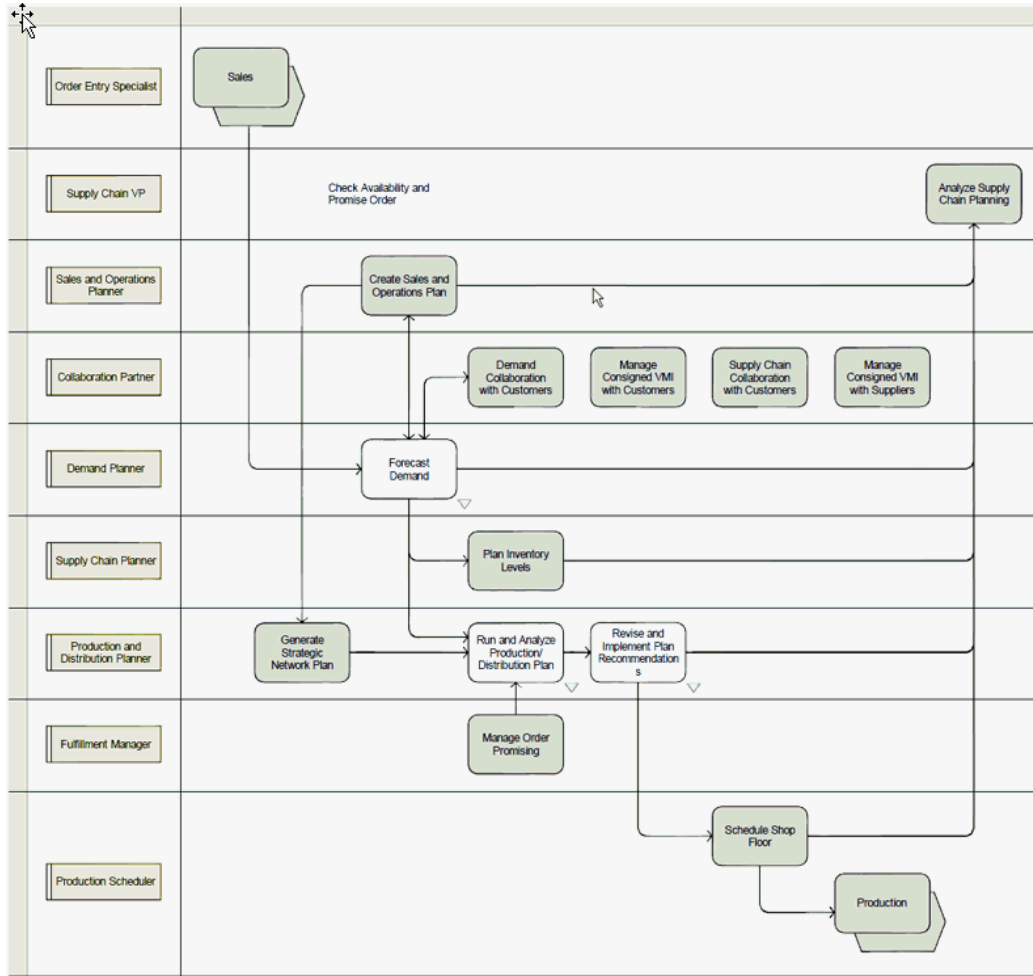 Order Entry Specialist
Sales
Supply Chain VP
Check Availability and
Promise Order
Analyze Supply
Chain Planning
Sales and Operations
Planner
Create Sales and
Operations Plan
Collaboration Partner
Demand
Collaboration
with Customers
Manage
Consigned VMI
with Customers
Supply Chain
Collaboration
with Customers
Manage
Consigned VMI
with Suppliers
Demand Planner
Forecast
Demand
Supply Chain Planner
Plan Inventory
Levels
Production and
Distribution Planner
Generate
Strategic
Network Plan
Run and Analyze
Production/
Distribution Plan
Revise and
Implement Plan
Recommendation
s
Fulfillment Manager
Manage Order
Promising
Production Scheduler
Schedule Shop
Floor
Production